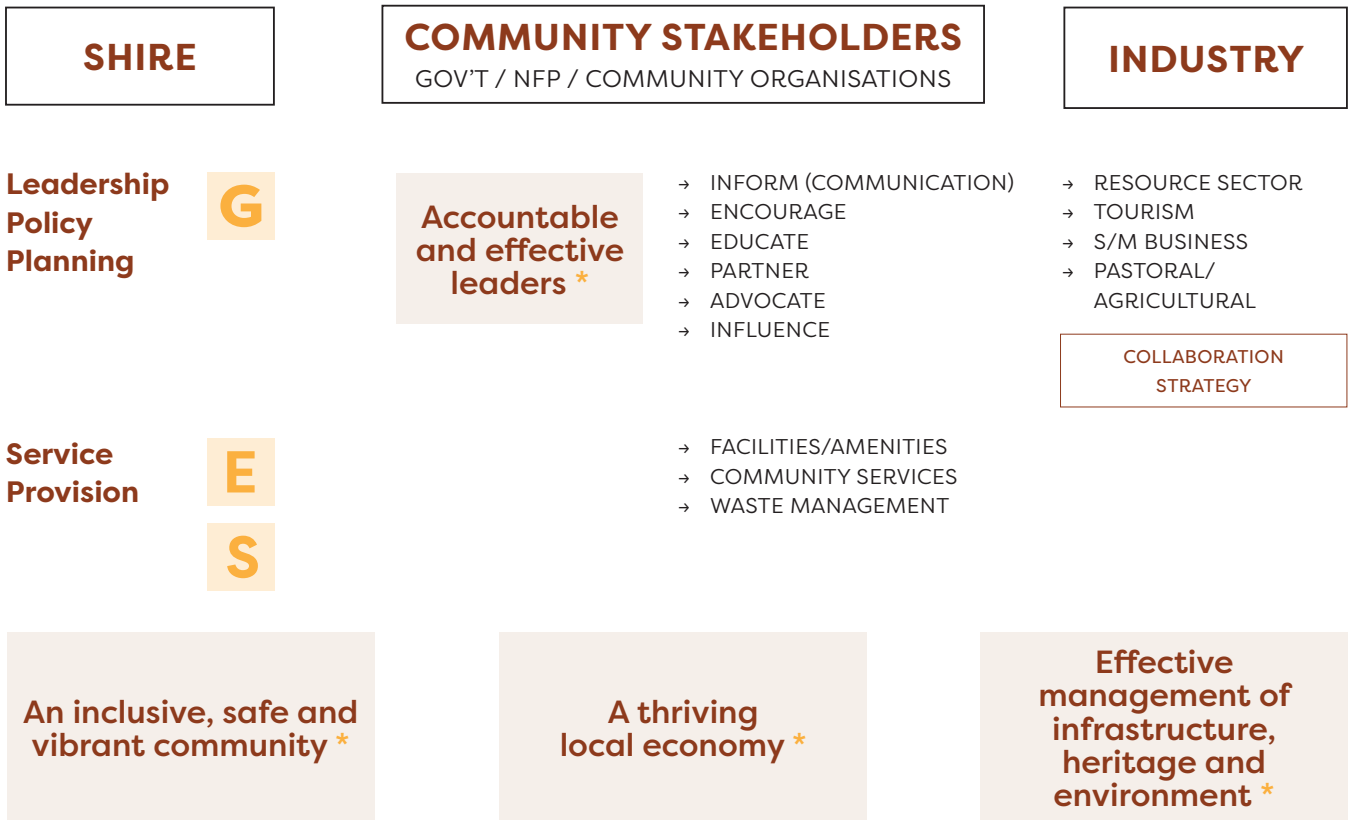 SHIRE
COMMUNITY STAKEHOLDERS
GOV'T / NFP / COMMUNITY ORGANISATIONS
INDUSTRY
Leadership
Policy
Planning
G
Accountable
and effective
leaders *
→ INFORM (COMMUNICATION)
→ ENCOURAGE
→ EDUCATE
→ PARTNER
→ ADVOCATE
→ INFLUENCE
→ RESOURCE SECTOR
→ TOURISM
→ S/M BUSINESS
→ PASTORAL/
AGRICULTURAL
COLLABORATION
STRATEGY
Service
Provision
E
S
→ FACILITIES/AMENITIES
→ COMMUNITY SERVICES
→ WASTE MANAGEMENT
An inclusive, safe and
vibrant community *
A thriving
local economy *
Effective
management of
infrastructure,
heritage and
environment *